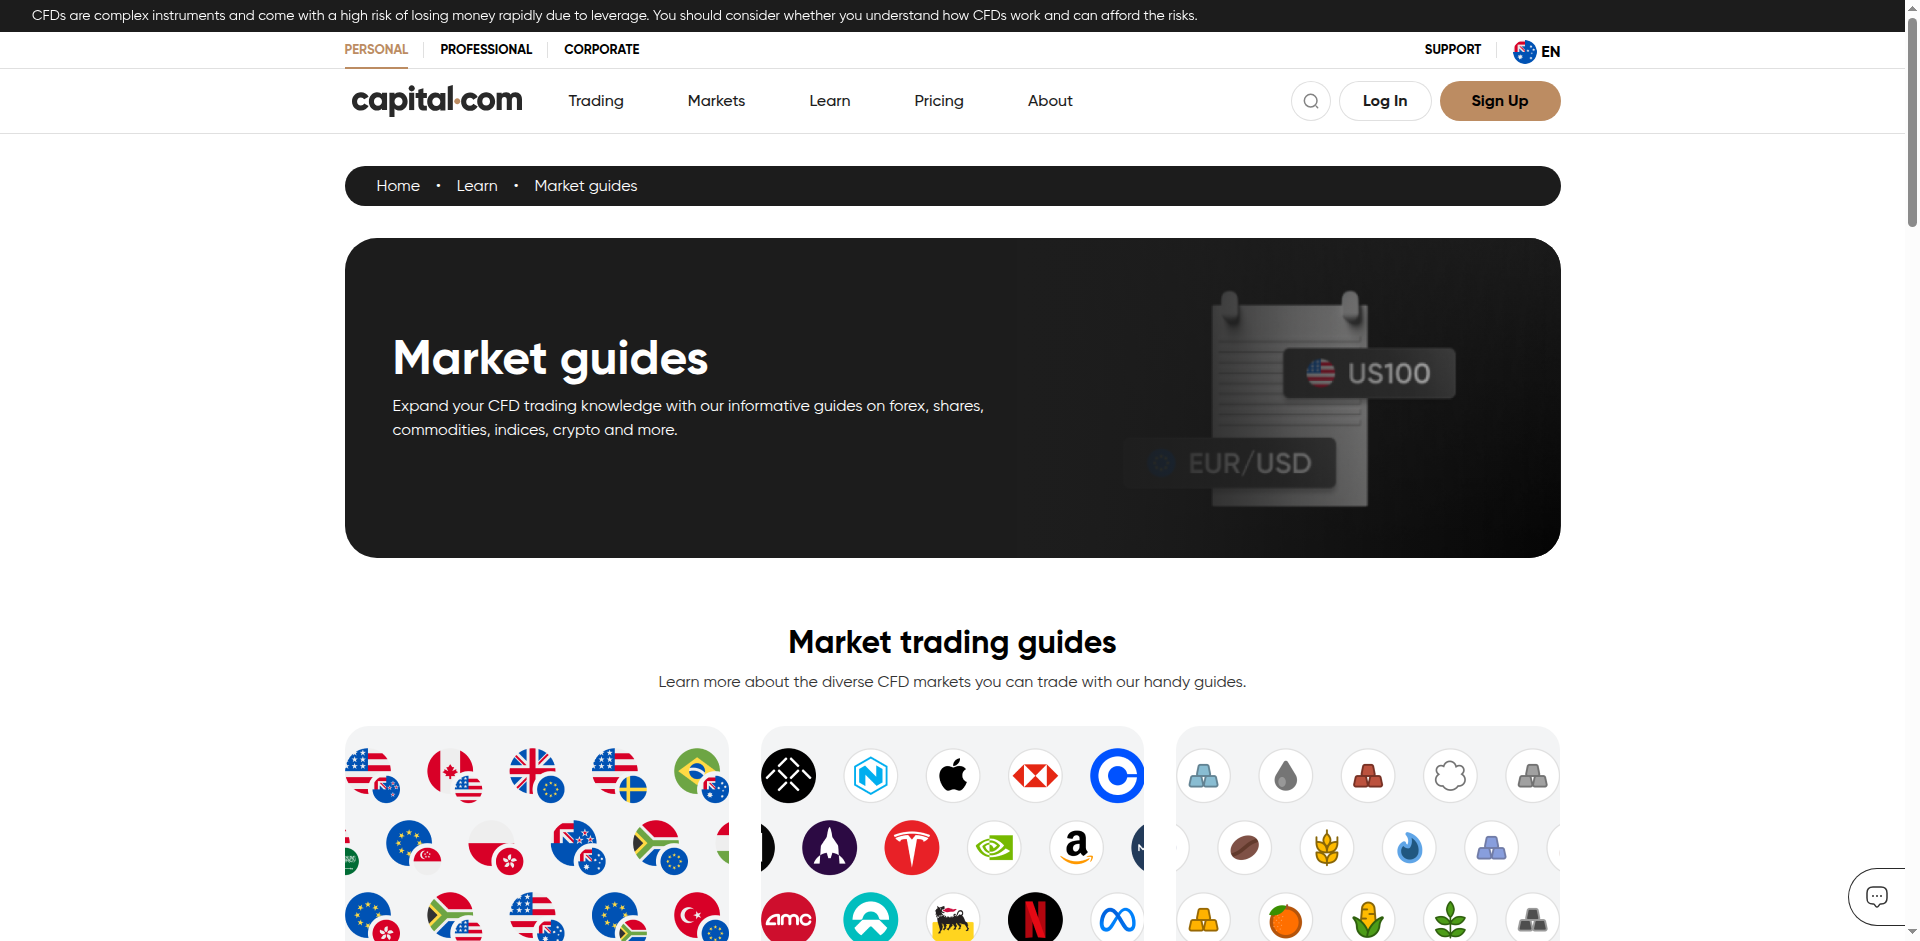 CFDs are complex instruments and come with a high risk of losing money rapidly due to leverage. You should consider whether you understand how CFDs work and can afford the risks.
PERSONAL PROFESSIONAL CORPORATE SUPPORT EN
capital.com Trading Markets Learn Pricing About Log In Sign Up
Home • Learn • Market guides
Market guides
Expand your CFD trading knowledge with our informative guides on forex, shares,
commodities, indices, crypto and more.
US100
EUR/USD
Market trading guides
Learn more about the diverse CFD markets you can trade with our handy guides.
a
amc
N